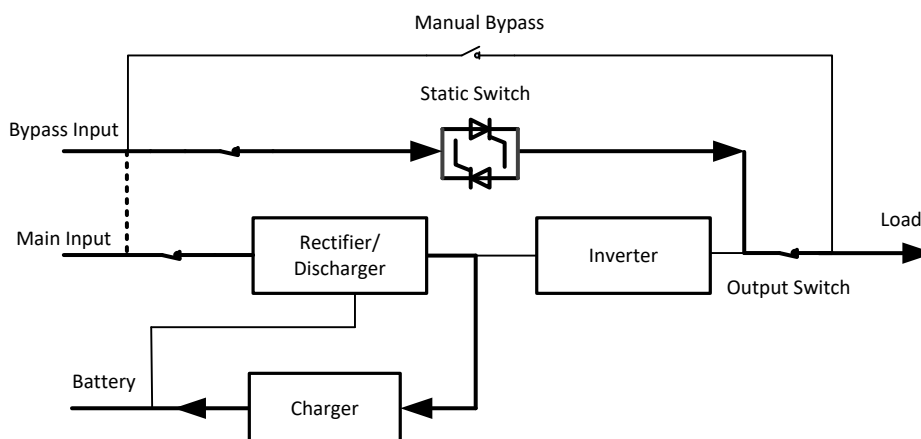 Manual Bypass
Static Switch
Bypass Input
Main Input
Rectifier/
Discharger
Inverter
Load
Output Switch
Battery
Charger